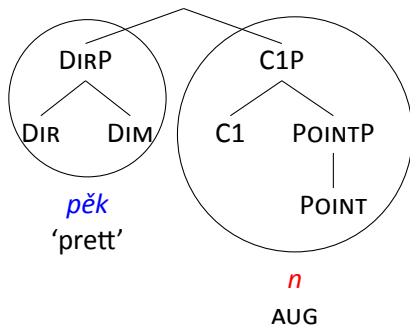 DIRP C1P
DIR DIM C1 POINTP
POINT
pěk
'prett'
n
AUG